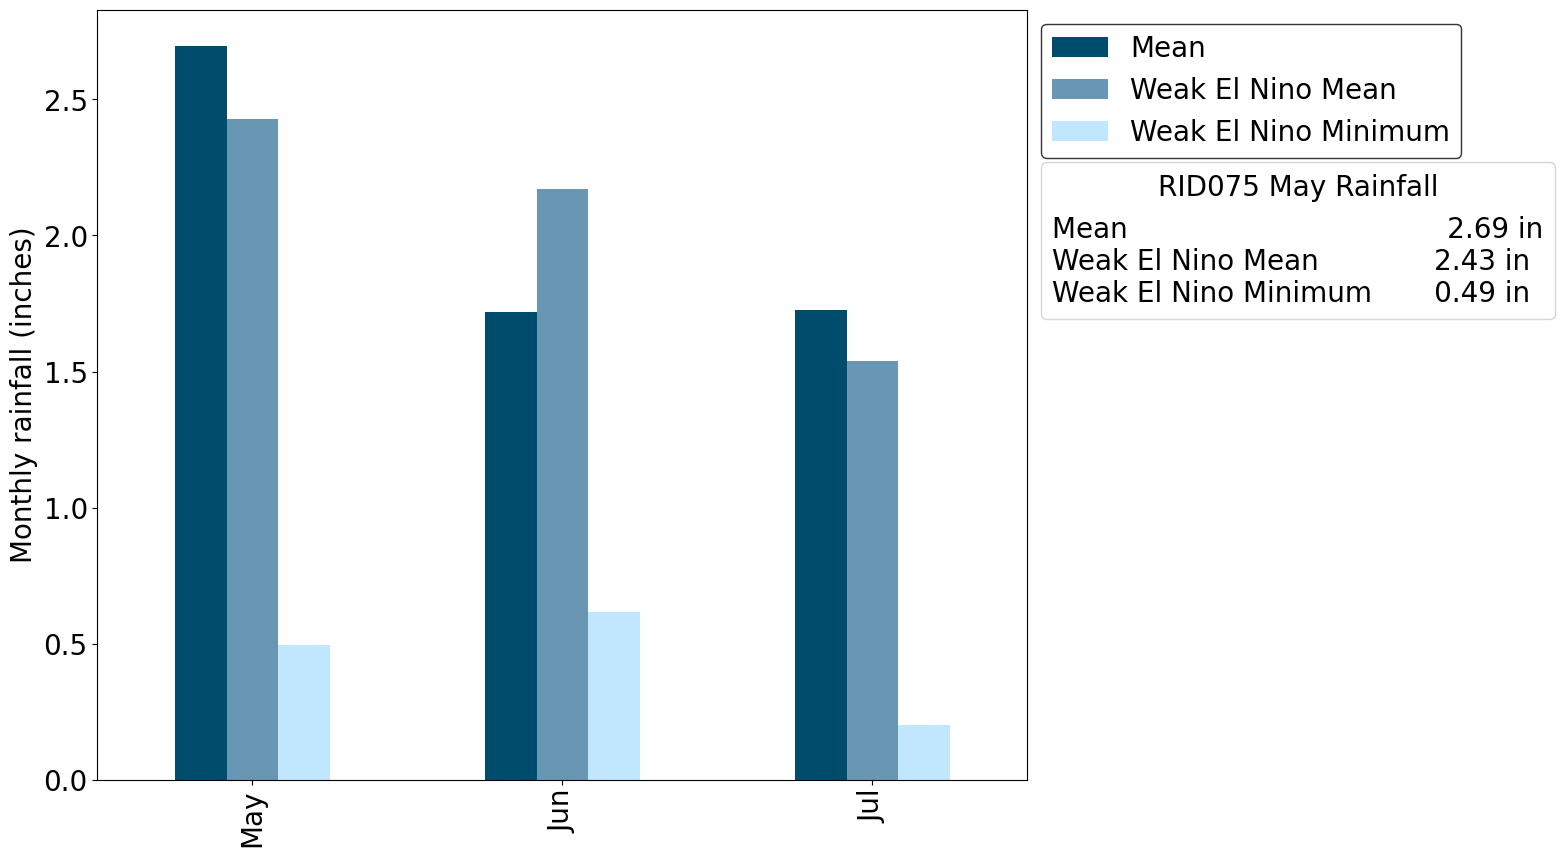 Monthly rainfall (inches)
2.5
2.0
1.5
1.0
0.5
0.0
May
Jun
Jul
Mean
Weak El Nino Mean
Weak El Nino Minimum
RID075 May Rainfall
Mean 2.69 in
Weak El Nino Mean 2.43 in
Weak El Nino Minimum 0.49 in